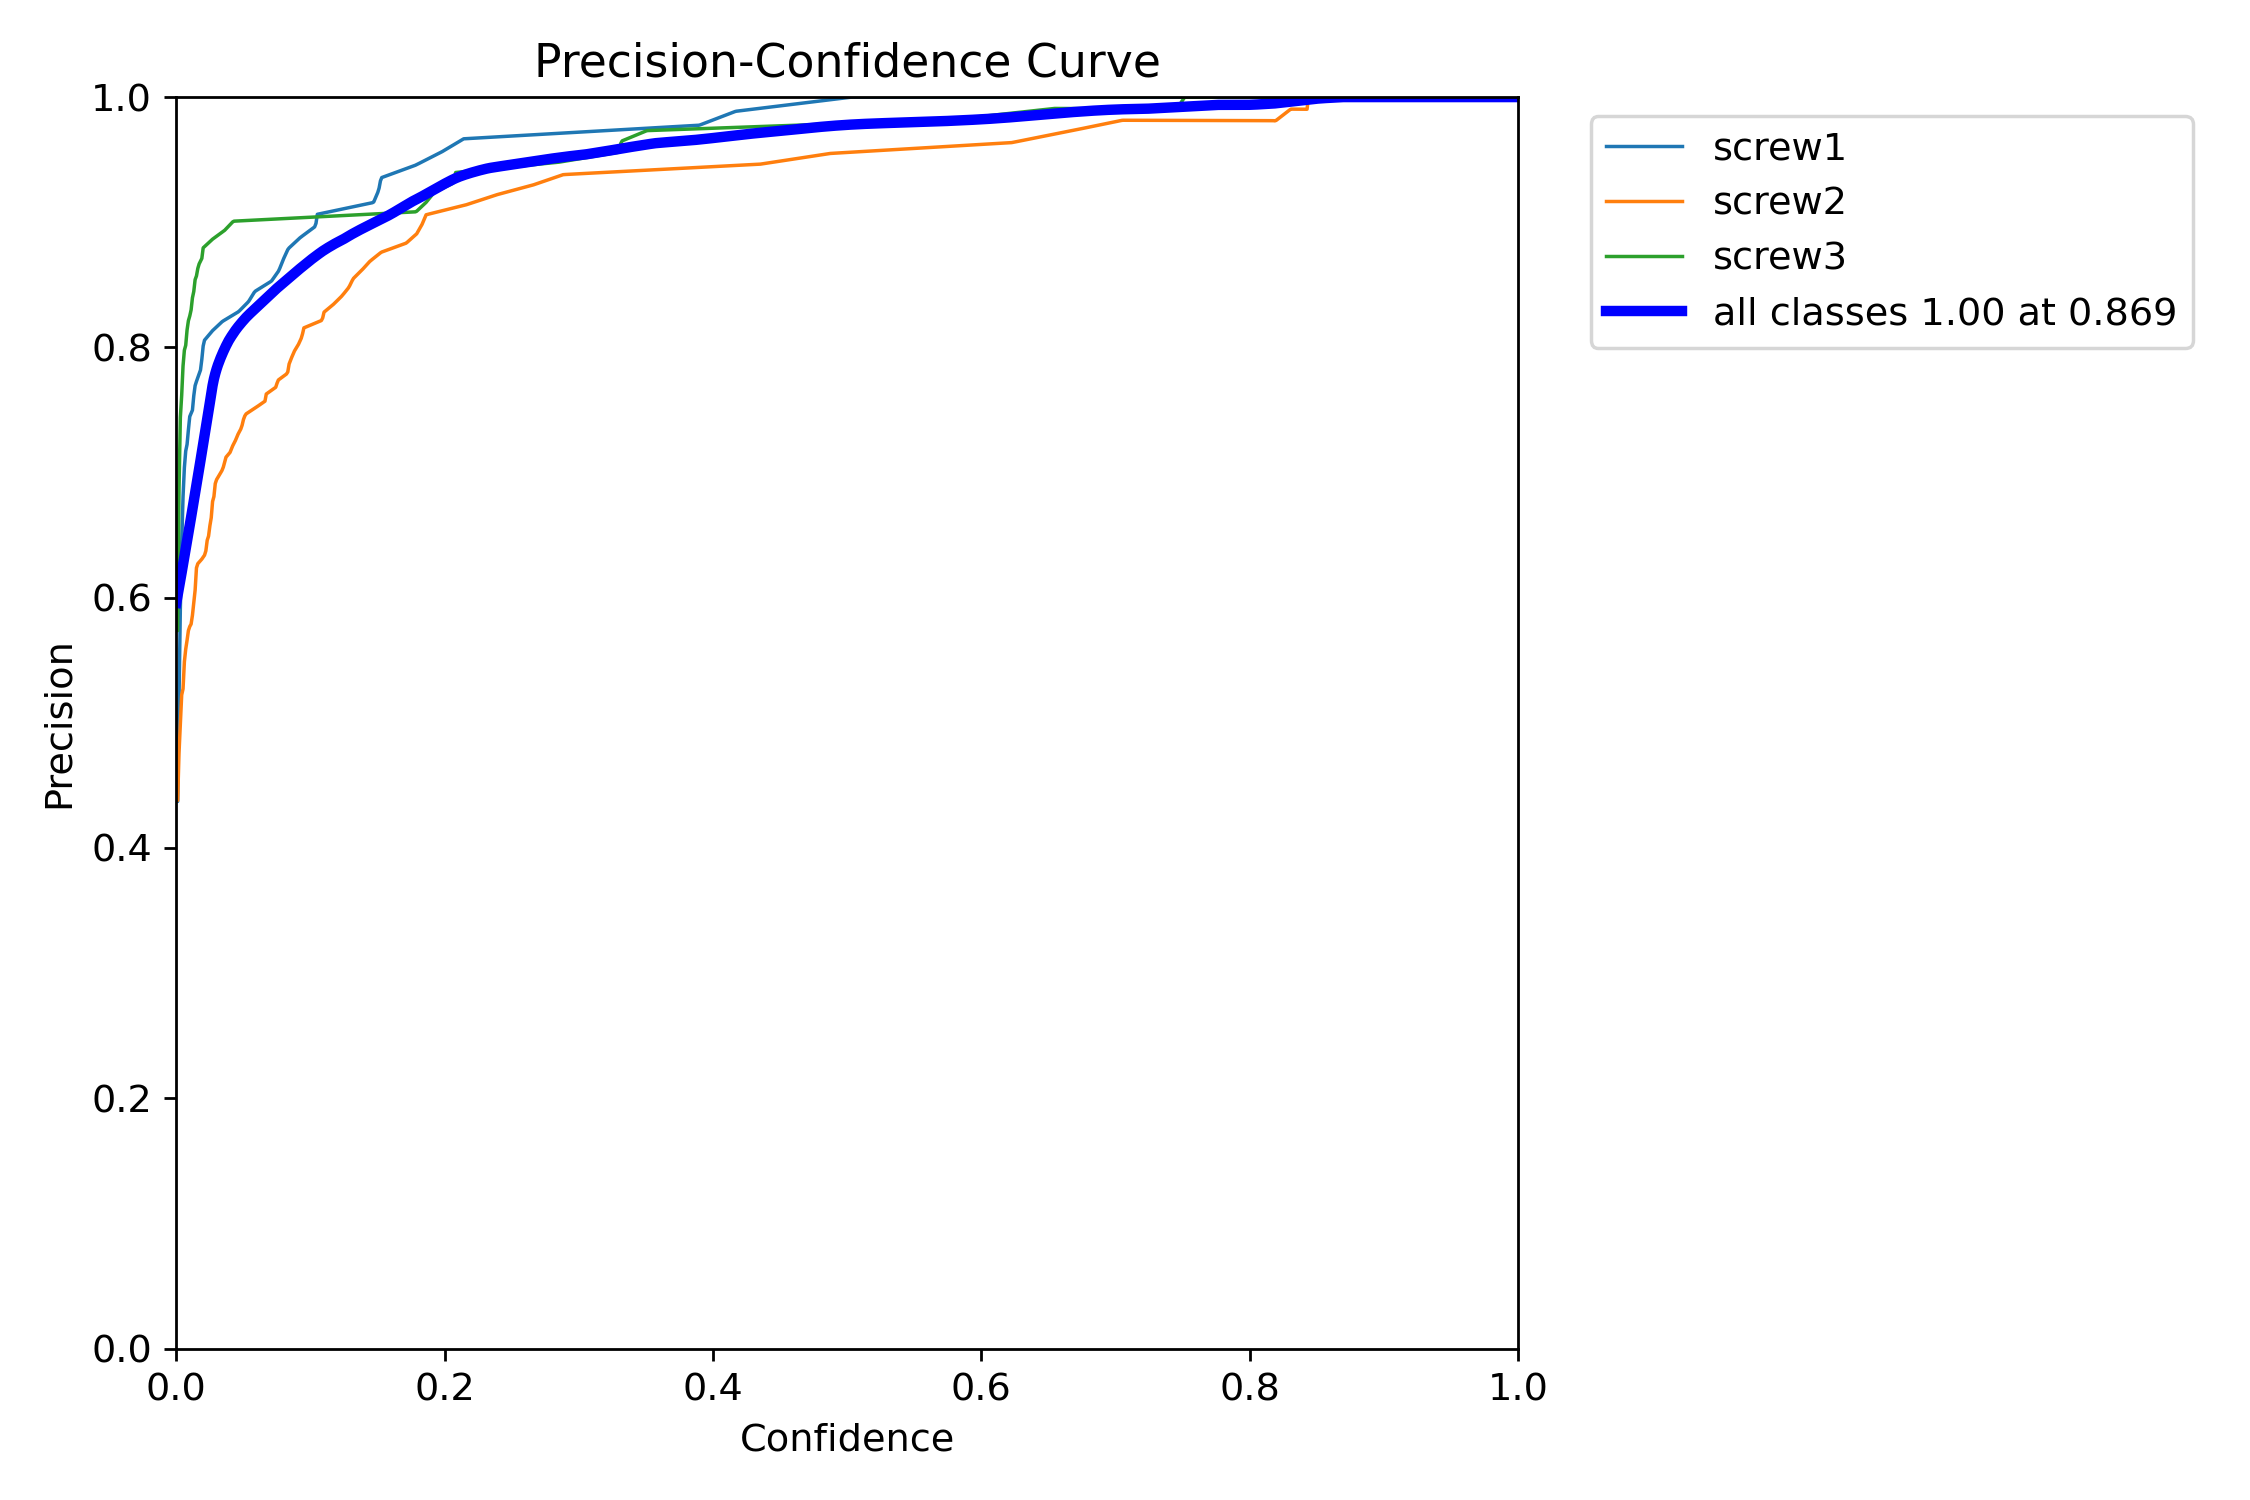 Precision-Confidence Curve
1.0
0.8
0.6
0.4
0.2
0.0
Precision
0.0 0.2 0.4 0.6 0.8 1.0
Confidence
screw1
screw2
screw3
all classes 1.00 at 0.869